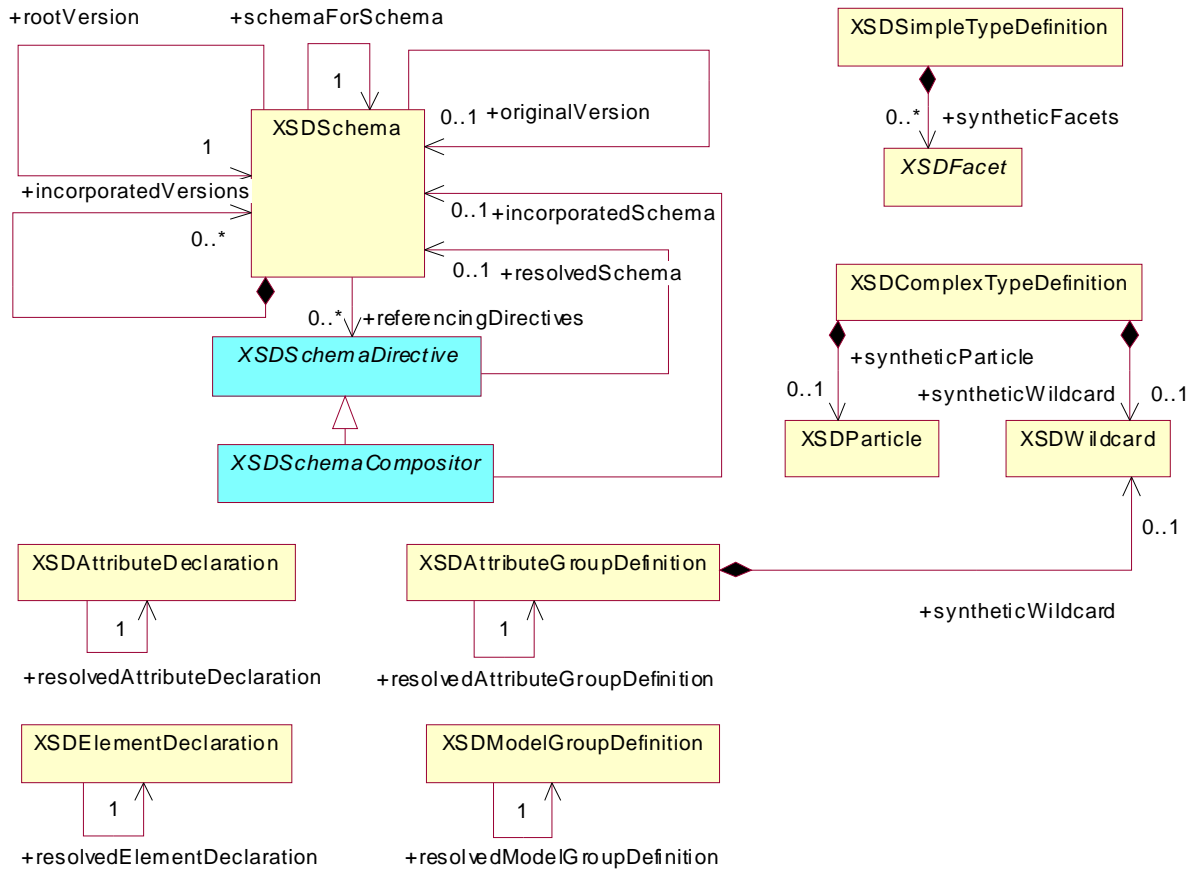 +rootVersion
+schemaForSchema
XSDSimpleTypeDefinition
1
0..1
+originalVersion
XSDSchema
0..*
+syntheticFacets
1
XSDFacet
+incorporatedVersions
0..1
+incorporatedSchema
0..*
0..1
+resolvedSchema
XSDComplexTypeDefinition
0..*
+referencingDirectives
XSDSchemaDirective
+syntheticParticle
0..1
+syntheticWildcard
0..1
XSDSchemaCompositor
XSDParticle
XSDWildcard
0..1
XSDAttributeDeclaration
XSDAttributeGroupDefinition
+syntheticWildcard
1
1
+resolvedAttributeDeclaration
+resolvedAttributeGroupDefinition
XSDElementDeclaration
XSDModelGroupDefinition
1
1
+resolvedElementDeclaration
+resolvedModelGroupDefinition